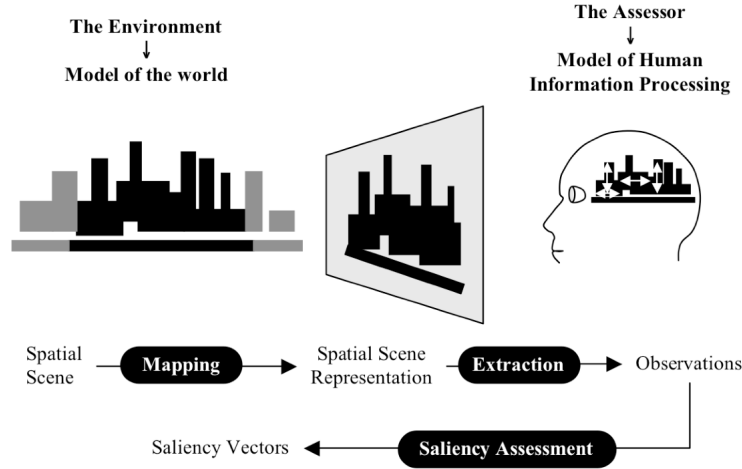 The Environment
Model of the world
The Assessor
Model of Human
Information Processing
Spatial
Scene
Mapping
Spatial Scene
Representation
Extraction
Observations
Saliency Vectors
Saliency Assessment